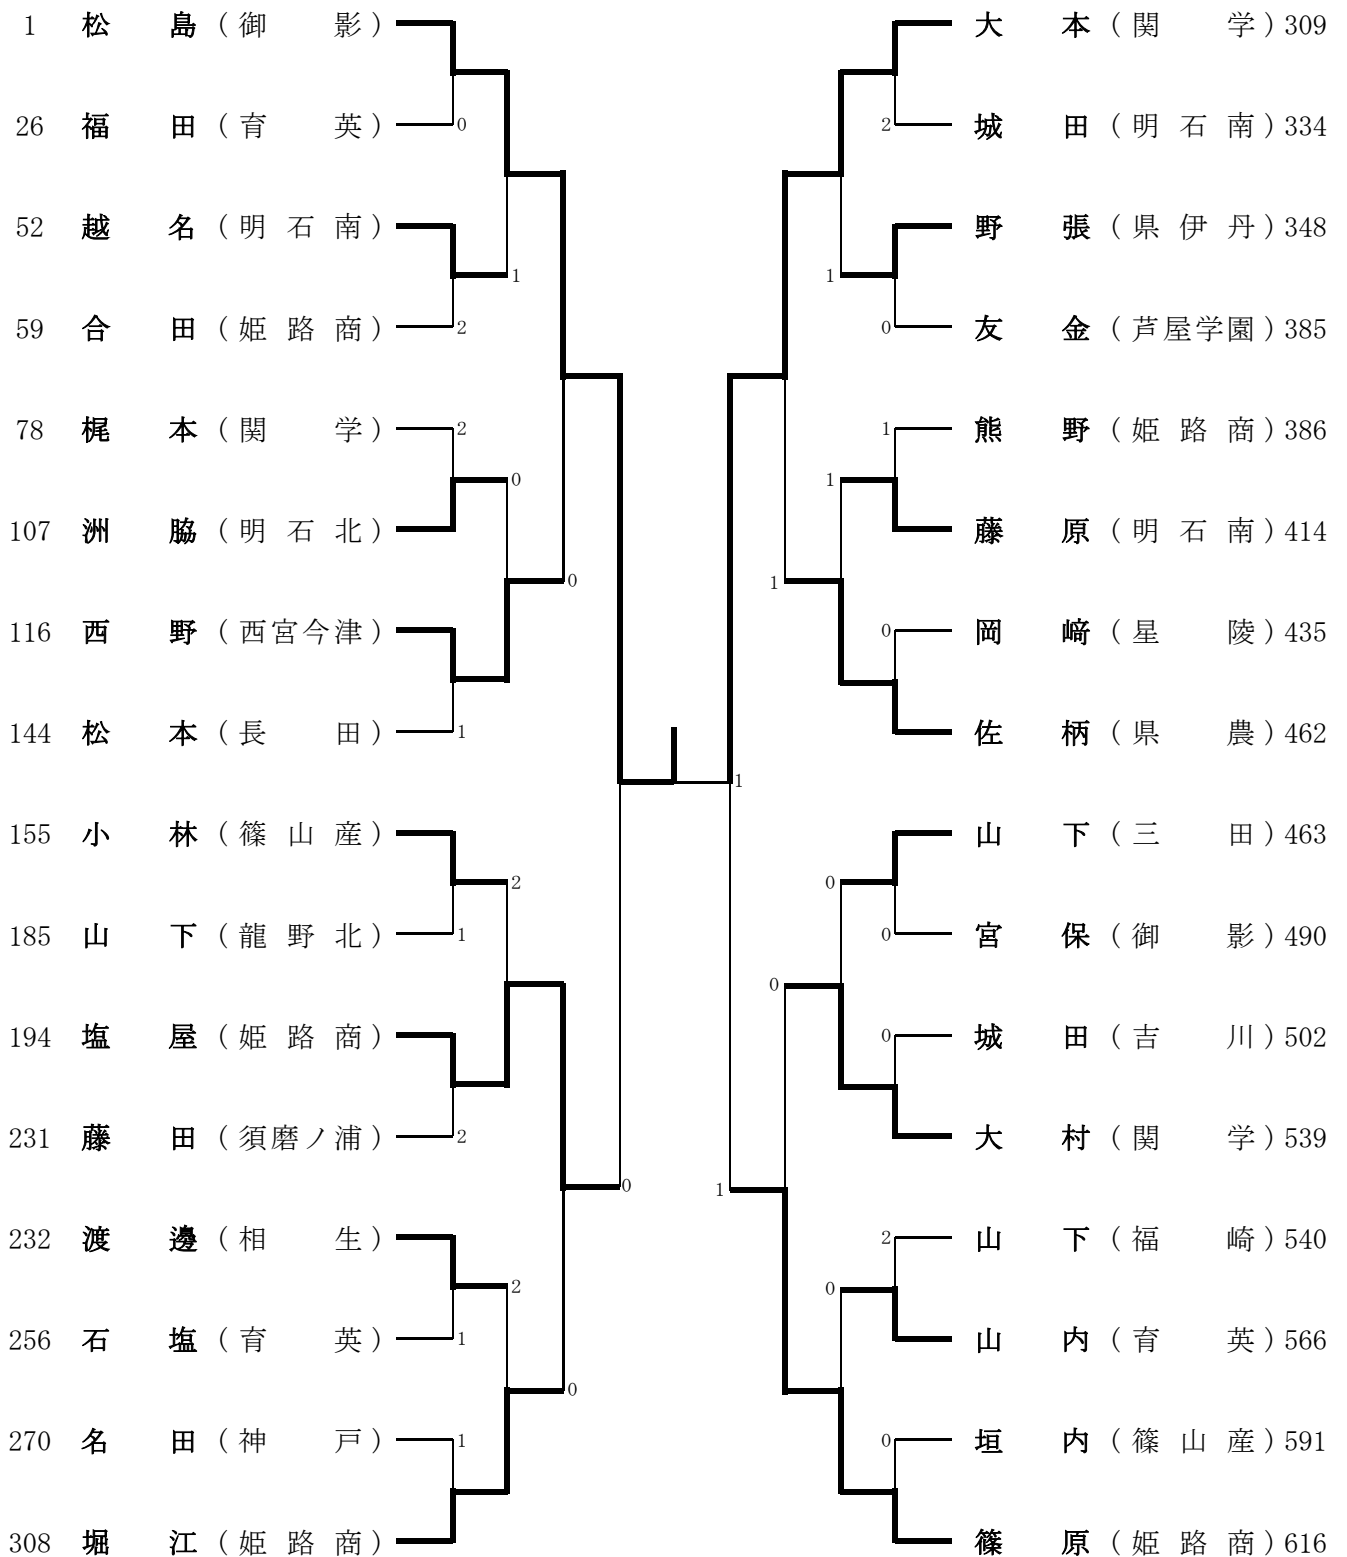 1 松島（御影） 大本（関学）309
26 福田（育英）0 2 城田（明石南）334
52 越名（明石南） 野張（県伊丹）348
1 1
59 合田（姫路商）2 0 友金（芦屋学園）385
78 梶本（関学）2 1 熊野（姫路商）386
0 1
107 洲脇（明石北） 藤原（明石南）414
0 1
116 西野（西宮今津） 0 岡﨑（星陵）435
144 松本（長田）1 佐柄（県農）462
1
155 小林（篠山産） 山下（三田）463
2 0
185 山下（龍野北）1 0 宮保（御影）490
0
194 塩屋（姫路商） 0 城田（吉川）502
231 藤田（須磨ノ浦）2 大村（関学）539
0 1
232 渡邊（相生） 2 山下（福崎）540
2 0
256 石塩（育英）1 山内（育英）566
0
270 名田（神戸）1 0 垣内（篠山産）591
308 堀江（姫路商） 篠原（姫路商）616